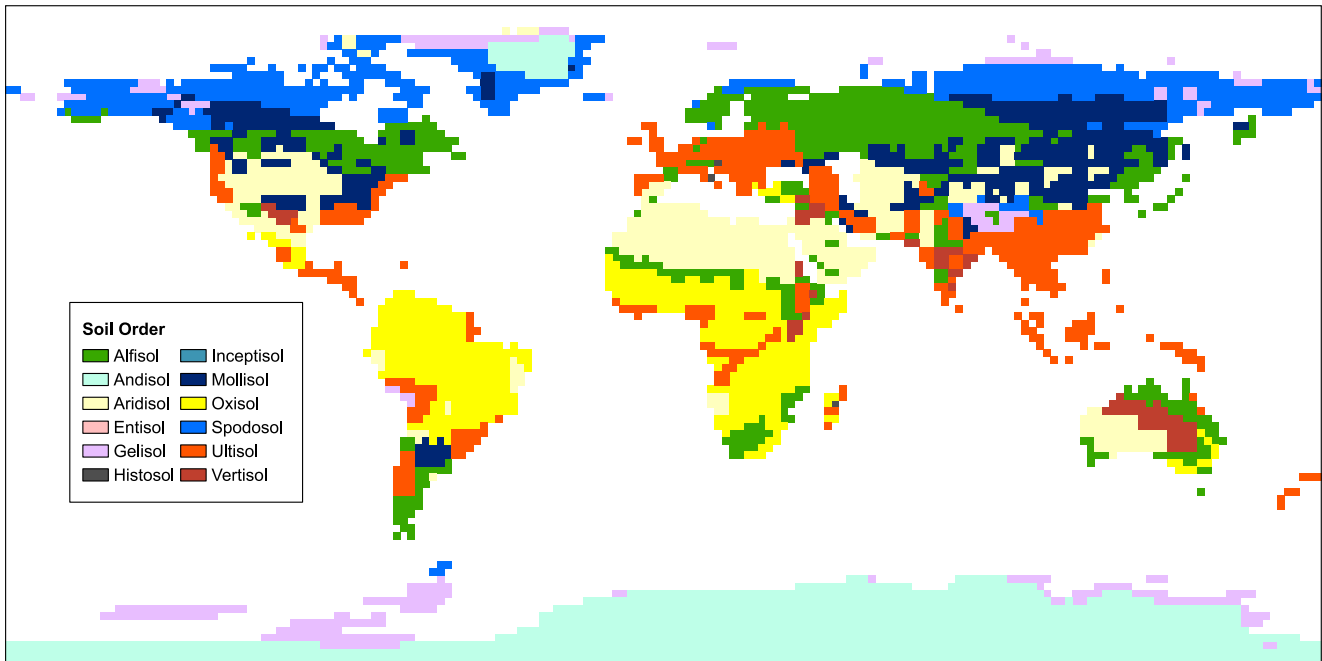 Soil Order
Alfisol Inceptisol
Andisol Mollisol
Aridisol Oxisol
Entisol Spodosol
Gelisol Ultisol
Histosol Vertisol